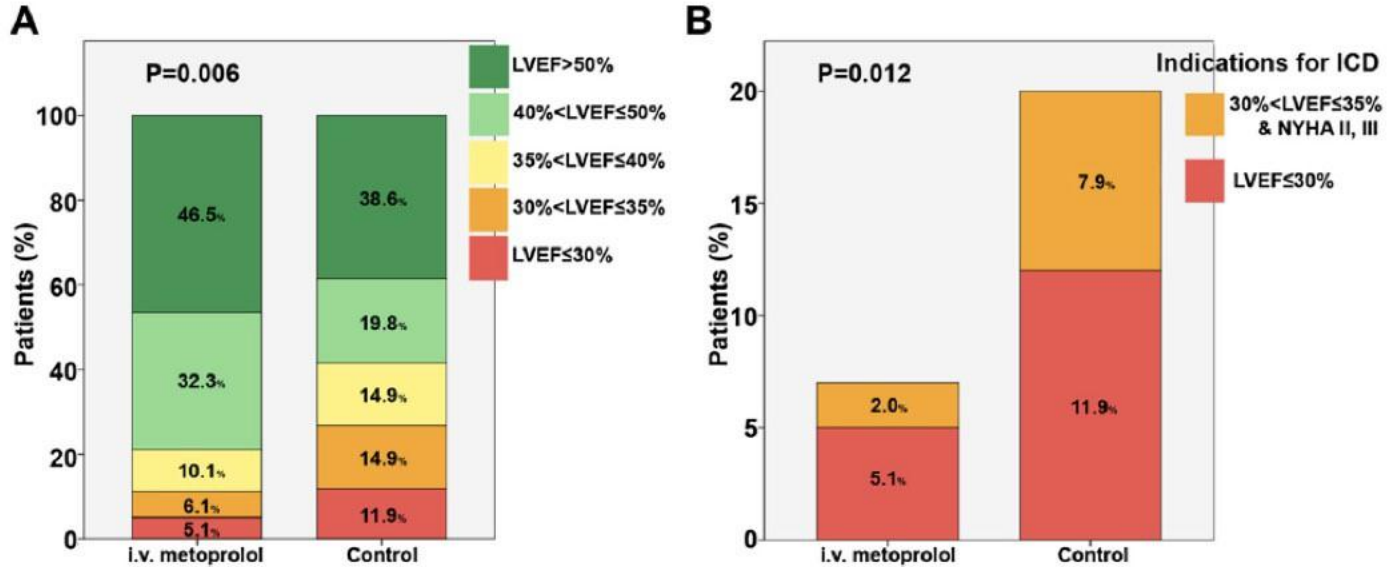 A
P=0.006
Patients (%)
100
80
60
40
20
0
46.5%
32.3%
10.1%
6.1%
5.1%
38.6%
19.8%
14.9%
14.9%
11.9%
i.v. metoprolol
Control
LVEF>50%
40%<LVEF≤50%
35%<LVEF≤40%
30%<LVEF≤35%
LVEF≤30%
B
P=0.012
Patients (%)
20
15
10
5
0
2.0%
5.1%
7.9%
11.9%
i.v. metoprolol
Control
Indications for ICD
30%<LVEF≤35%
& NYHA II, III
LVEF≤30%